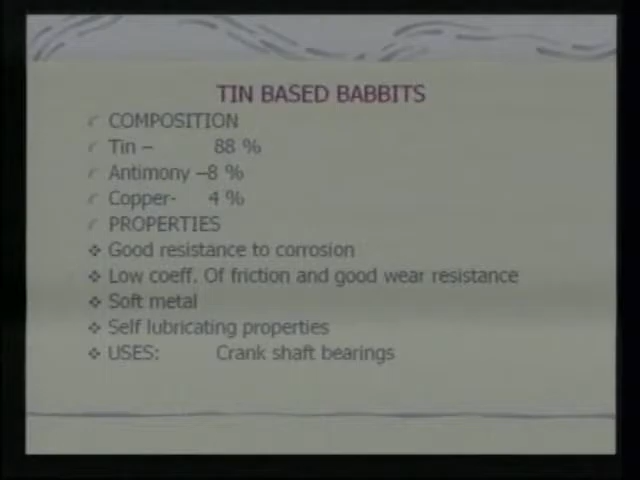 TIN BASED BABBITS
COMPOSITION
Tin – 88 %
Antimony –8 %
Copper- 4 %
PROPERTIES
Good resistance to corrosion
Low coeff. Of friction and good wear resistance
Soft metal
Self lubricating properties
USES: Crank shaft bearings